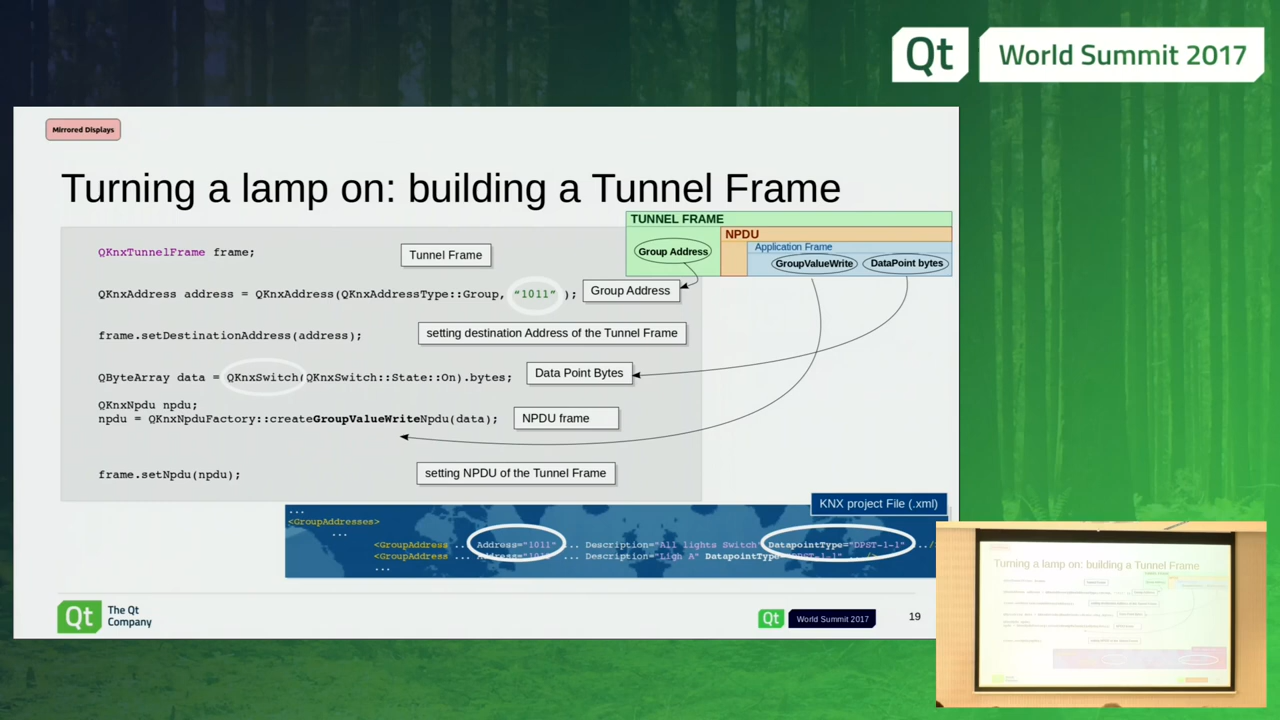 Qt World Summit 2017
Mirrored Displays
Turning a lamp on: building a Tunnel Frame
TUNNEL FRAME
NPDU
Application Frame
Group Address
GroupValueWrite
DataPoint bytes
QKnxTunnelFrame frame;
Tunnel Frame
QKnxAddress address = QKnxAddress(QKnxAddressType::Group, "1011" );
Group Address
frame.setDestinationAddress(address);
setting destination Address of the Tunnel Frame
QByteArray data = QKnxSwitch(QKnxSwitch::State::On).bytes;
Data Point Bytes
QKnxNpdu npdu;
npdu = QKnxNpduFactory::createGroupValueWriteNpdu(data);
NPDU frame
frame.setNpdu(npdu);
setting NPDU of the Tunnel Frame
KNX project File (.xml)
...
<GroupAddresses>
...
<GroupAddress ... Address="1011" ... Description="All lights Switch" DatapointType="DPST-1-1" .../>
<GroupAddress ... Description="Ligh A" DatapointType="DPST-1-1"
...
Qt The Qt Company
Qt World Summit 2017
19
Turning a lamp on: building a Tunnel Frame